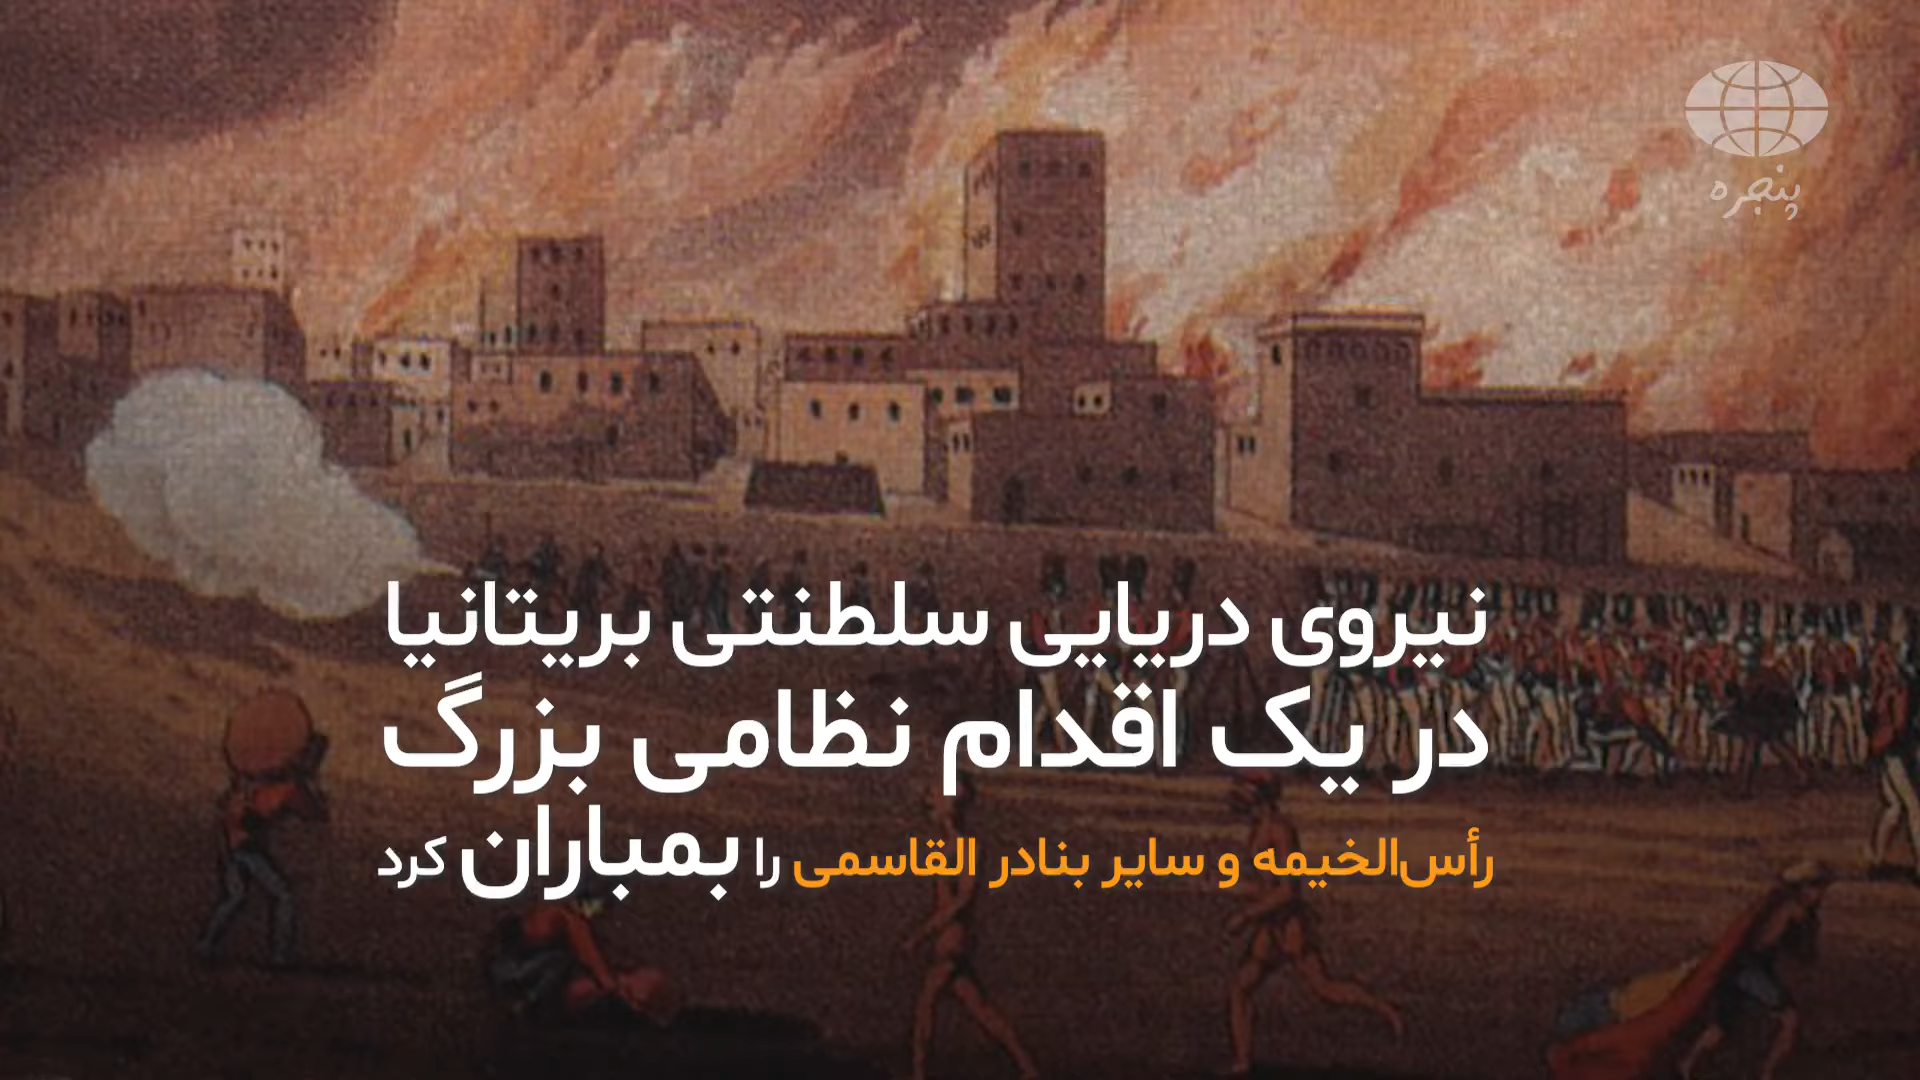 پنجره
نیروی دریایی سلطنتی بریتانیا
در یک اقدام نظامی بزرگ
رأس‌الخیمه و سایر بنادر القاسمی را بمباران کرد